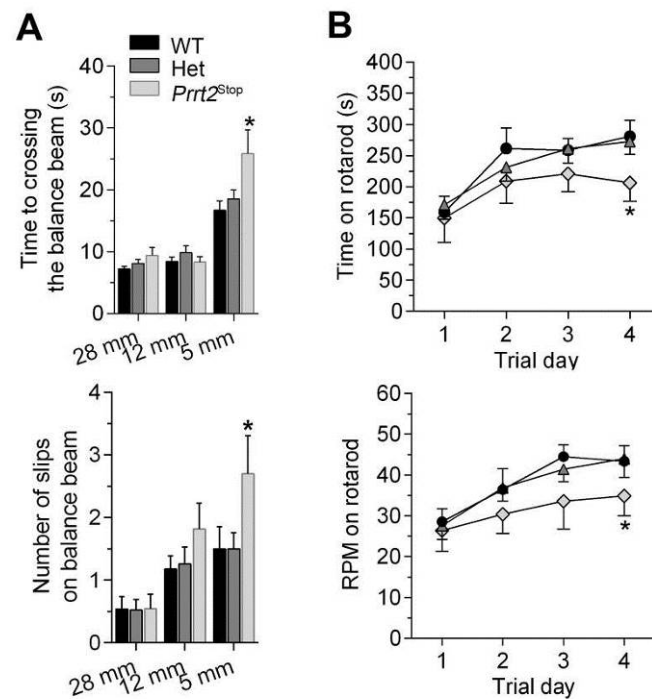 A
WT
Het
Prrt2Stop
Time to crossing
the balance beam (s)
40
30
20
10
0
*
28 mm
12 mm
5 mm
Number of slips
on balance beam
4
3
2
1
0
*
28 mm
12 mm
5 mm
B
Time on rotarod (s)
400
350
300
250
200
150
100
50
0
*
1 2 3 4
Trial day
RPM on rotarod
60
50
40
30
20
10
0
*
1 2 3 4
Trial day